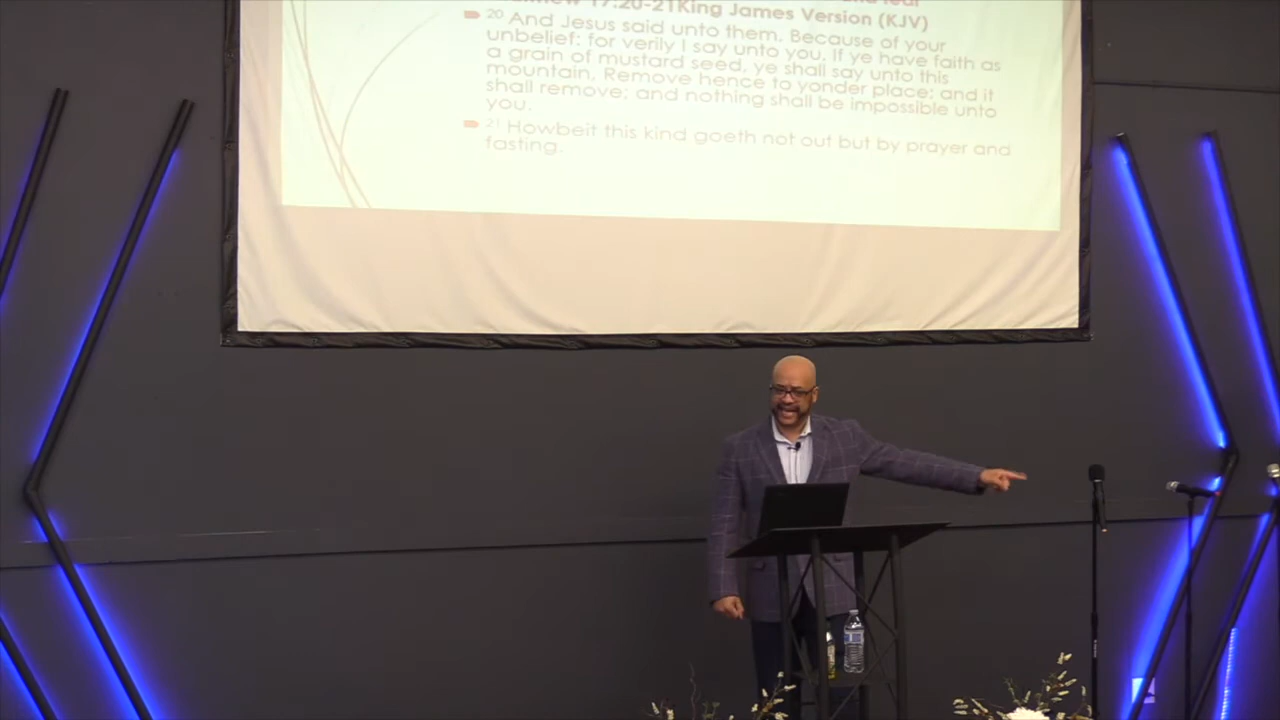 17:20-21King James Version (KJV)
20 And Jesus said unto them, Because of your
unbelief: for verily I say unto you, If ye have faith as
a grain of mustard seed, ye shall say unto this
mountain, Remove hence to yonder place; and it
shall remove; and nothing shall be impossible unto
you.
21 Howbeit this kind goeth not out but by prayer and
fasting.